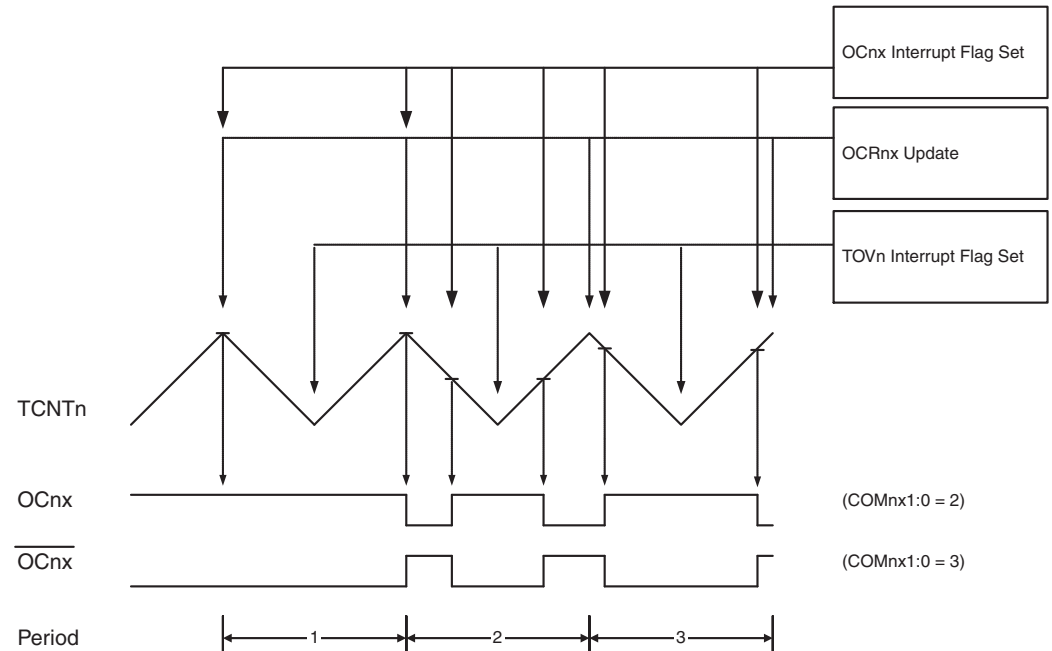 OCnx Interrupt Flag Set
OCRnx Update
TOVn Interrupt Flag Set
TCNTn
OCnx
(COMnx1:0 = 2)
OCnx
(COMnx1:0 = 3)
Period
1
2
3